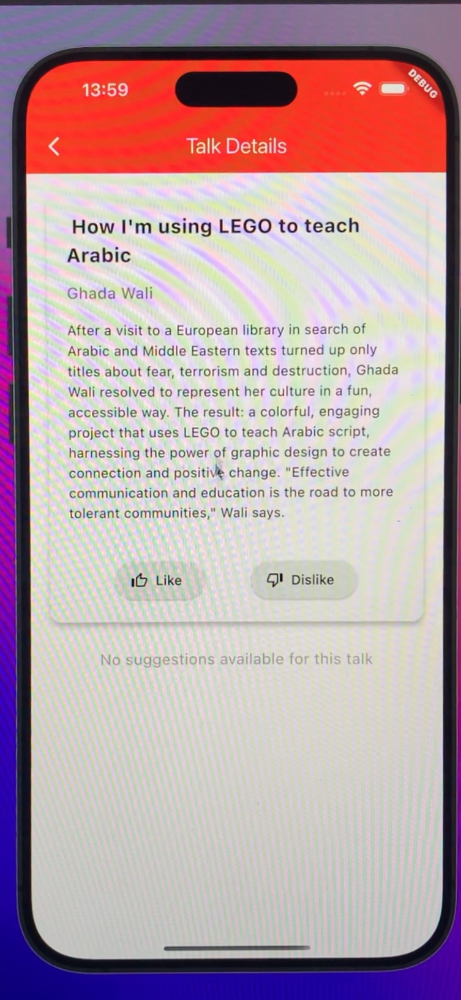 13:59
DEBUG
Talk Details
How I'm using LEGO to teach
Arabic
Ghada Wali
After a visit to a European library in search of
Arabic and Middle Eastern texts turned up only
titles about fear, terrorism and destruction, Ghada
Wali resolved to represent her culture in a fun,
accessible way. The result: a colorful, engaging
project that uses LEGO to teach Arabic script,
harnessing the power of graphic design to create
connection and positive change. "Effective
communication and education is the road to more
tolerant communities," Wali says.
Like
Dislike
No suggestions available for this talk